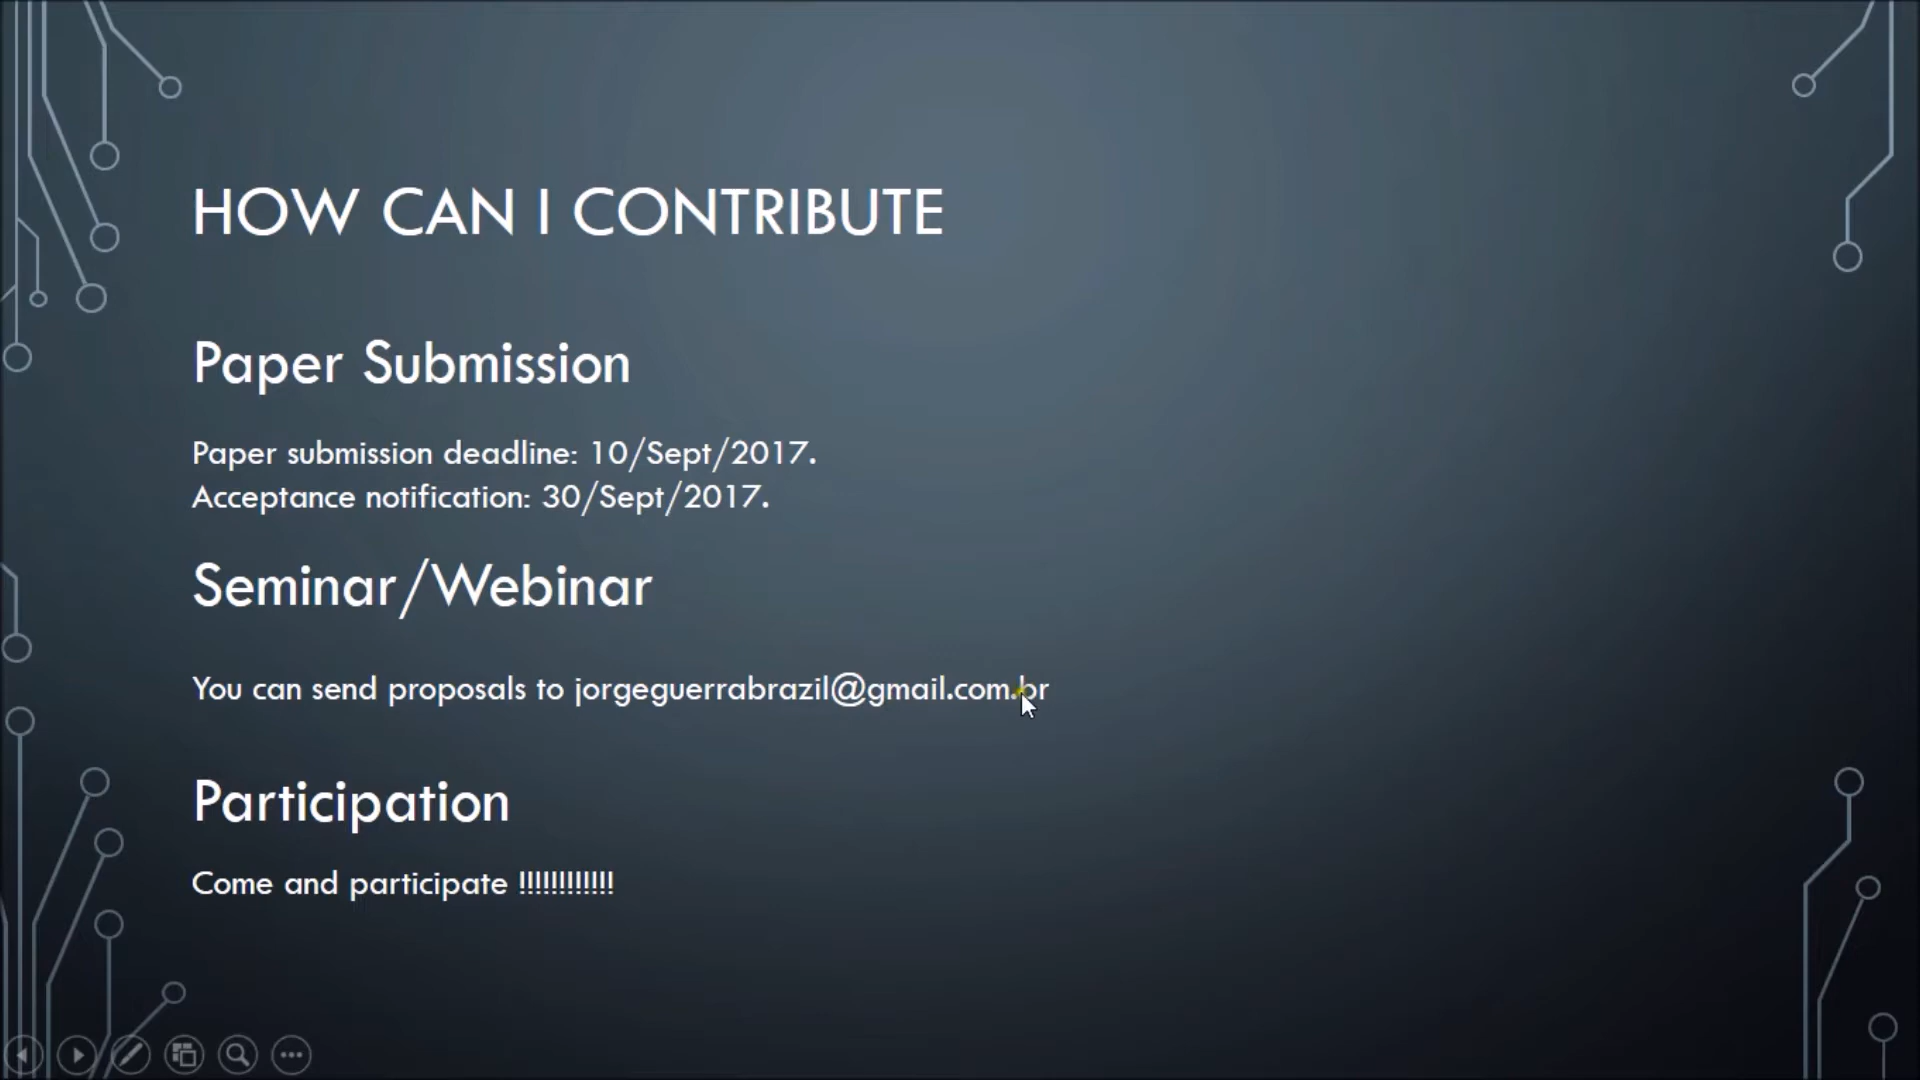 HOW CAN I CONTRIBUTE
Paper Submission
Paper submission deadline: 10/Sept/2017.
Acceptance notification: 30/Sept/2017.
Seminar/Webinar
You can send proposals to jorgeguerrabrazil@gmail.com.br
Participation
Come and participate !!!!!!!!!!!!